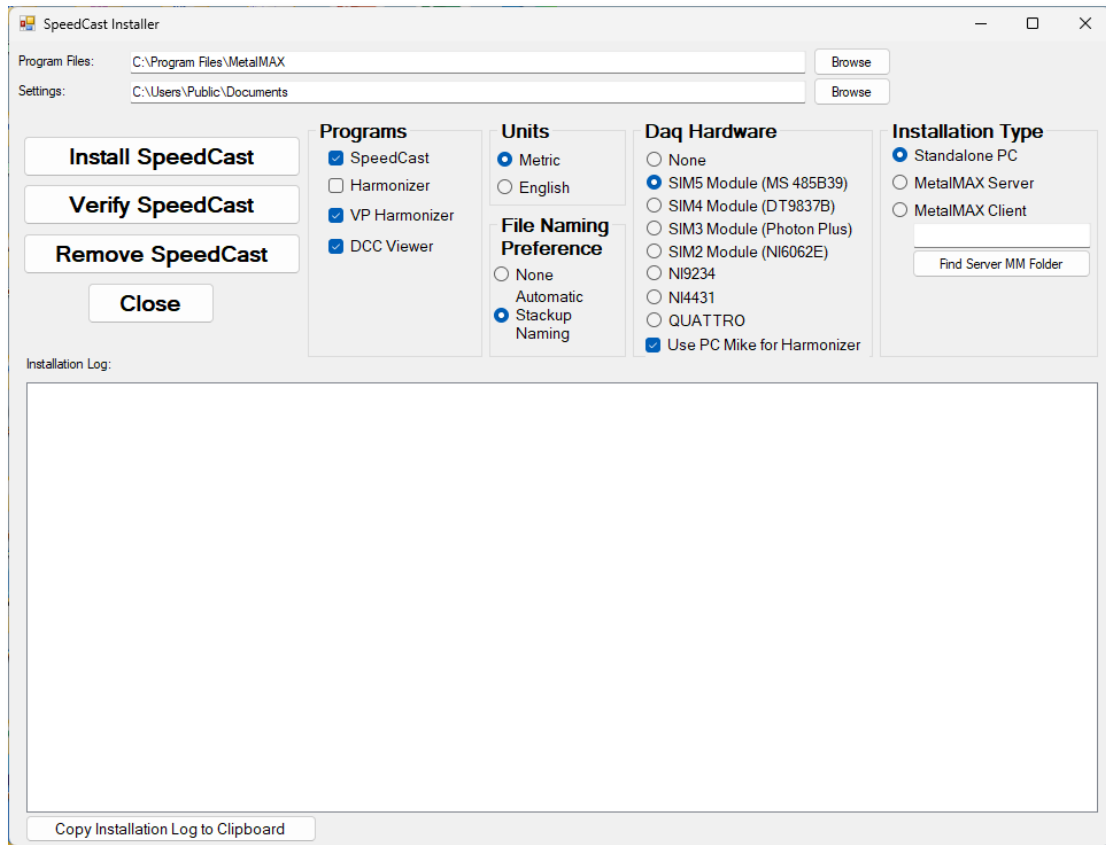 SpeedCast Installer
Program Files:
C:\Program Files\MetalMAX
Browse
Settings:
C:\Users\Public\Documents
Browse
Install SpeedCast
Verify SpeedCast
Remove SpeedCast
Close
Programs
SpeedCast
Harmonizer
VP Harmonizer
DCC Viewer
Units
Metric
English
File Naming
Preference
None
Automatic
Stackup
Naming
Daq Hardware
None
SIM5 Module (MS 485B39)
SIM4 Module (DT9837B)
SIM3 Module (Photon Plus)
SIM2 Module (NI6062E)
NI9234
NI4431
QUATTRO
Use PC Mike for Harmonizer
Installation Type
Standalone PC
MetalMAX Server
MetalMAX Client
Find Server MM Folder
Installation Log:
Copy Installation Log to Clipboard